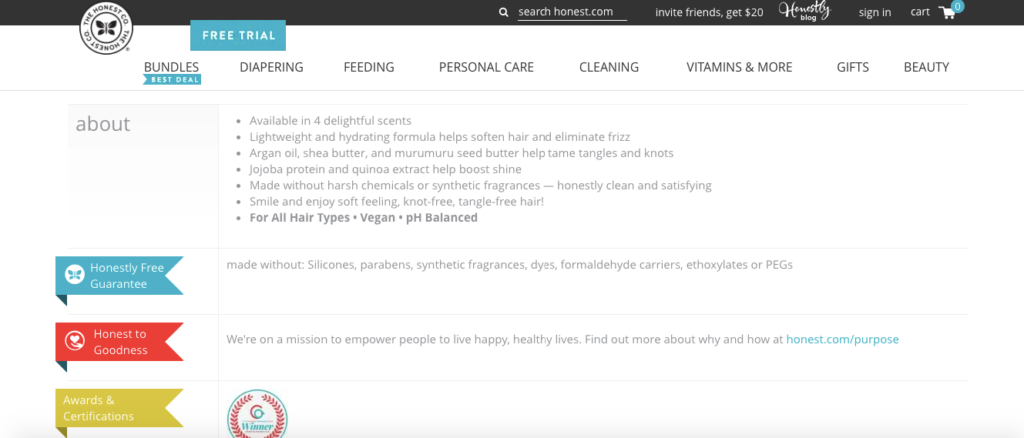 THE HONEST CO. THE HONEST CO.
search honest.com
invite friends, get $20
Honestly
blog
sign in
cart
0
FREE TRIAL
BUNDLES
BEST DEAL
DIAPERING
FEEDING
PERSONAL CARE
CLEANING
VITAMINS & MORE
GIFTS
BEAUTY
about
• Available in 4 delightful scents
• Lightweight and hydrating formula helps soften hair and eliminate frizz
• Argan oil, shea butter, and murumuru seed butter help tame tangles and knots
• Jojoba protein and quinoa extract help boost shine
• Made without harsh chemicals or synthetic fragrances — honestly clean and satisfying
• Smile and enjoy soft feeling, knot-free, tangle-free hair!
• For All Hair Types • Vegan • pH Balanced
Honestly Free
Guarantee
made without: Silicones, parabens, synthetic fragrances, dyes, formaldehyde carriers, ethoxylates or PEGs
Honest to
Goodness
We're on a mission to empower people to live happy, healthy lives. Find out more about why and how at honest.com/purpose
Awards &
Certifications
Winner